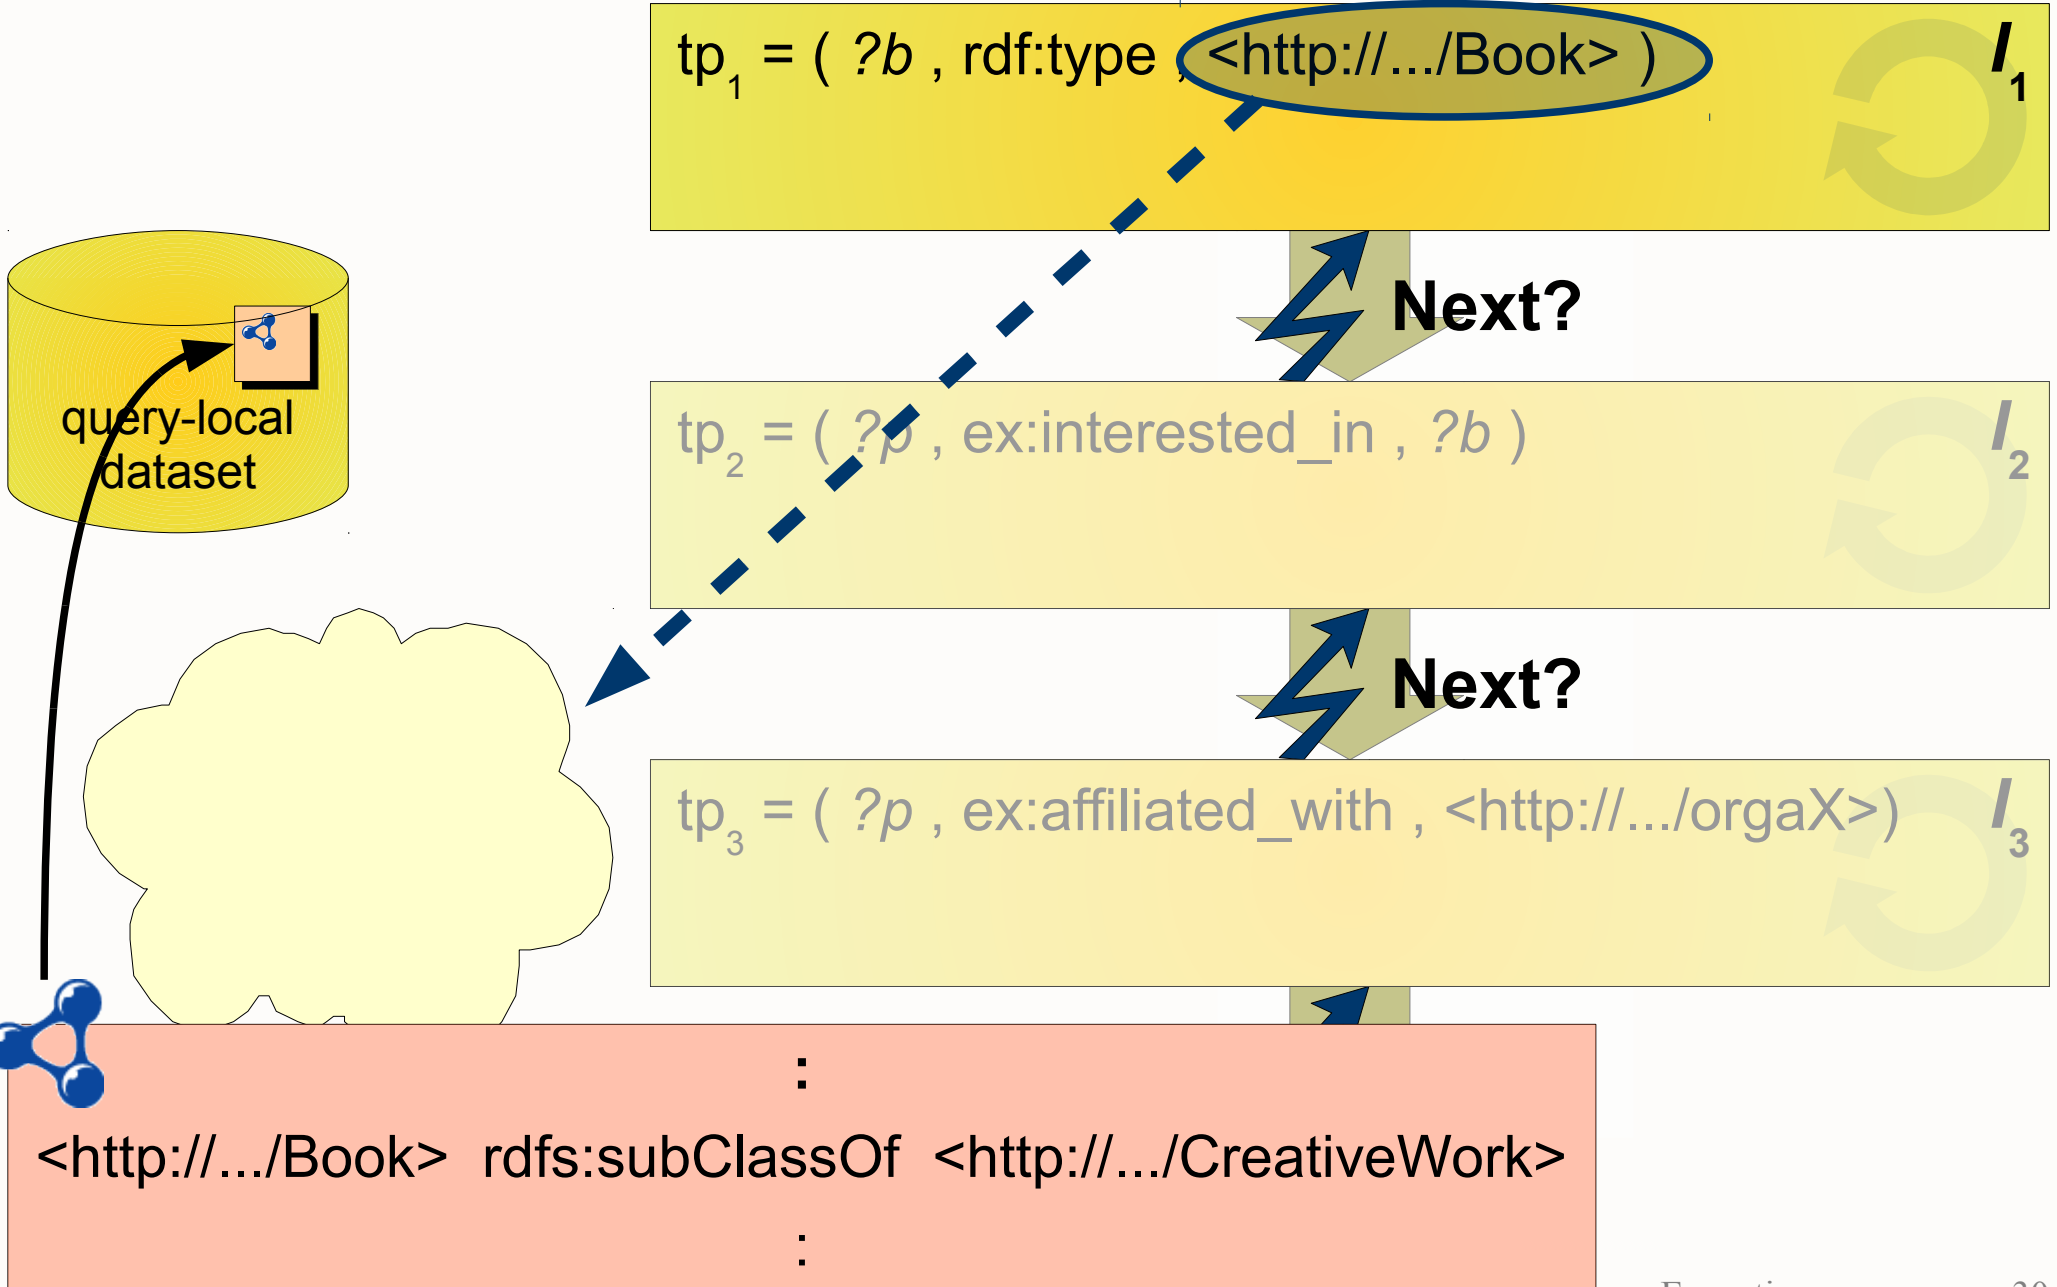 tp1 = ( ?b , rdf:type , <http://.../Book> )
I1
Next?
query-local
dataset
tp2 = ( ?p , ex:interested_in , ?b )
I2
Next?
tp3 = ( ?p , ex:affiliated_with , <http://.../orgaX>)
I3
:
<http://.../Book> rdfs:subClassOf <http://.../CreativeWork>
: